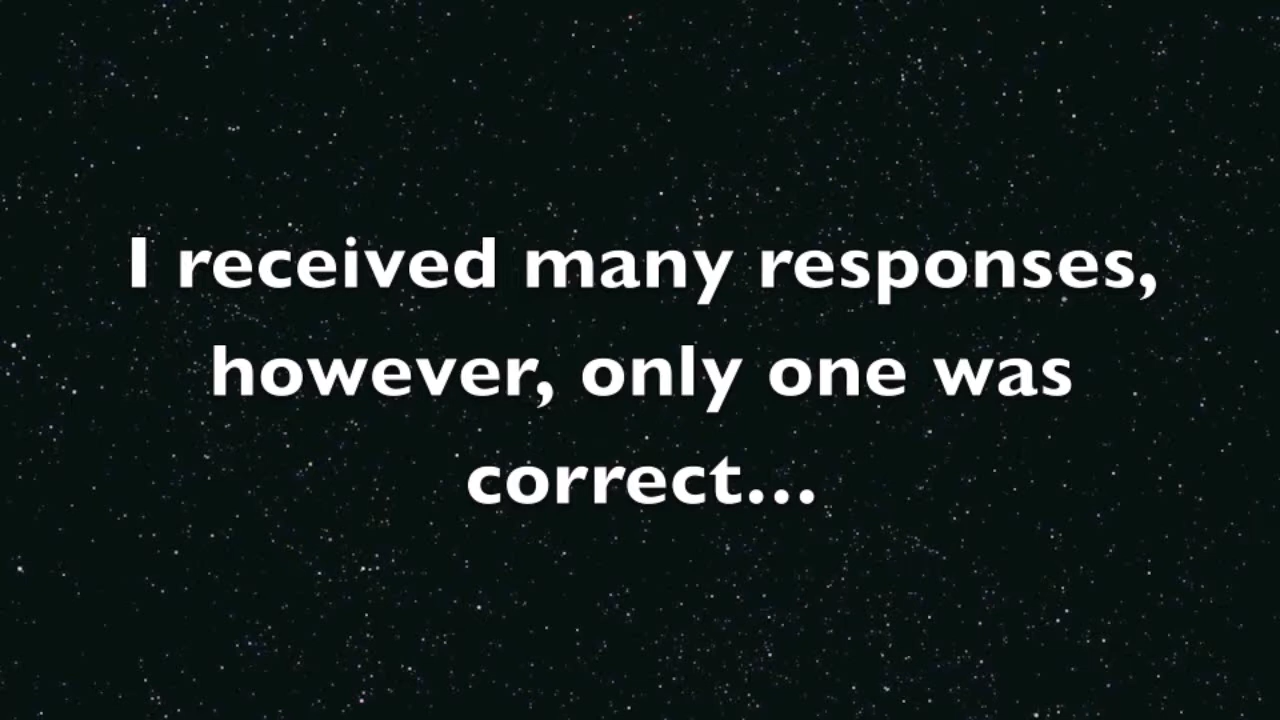 I received many responses,
however, only one was
correct...